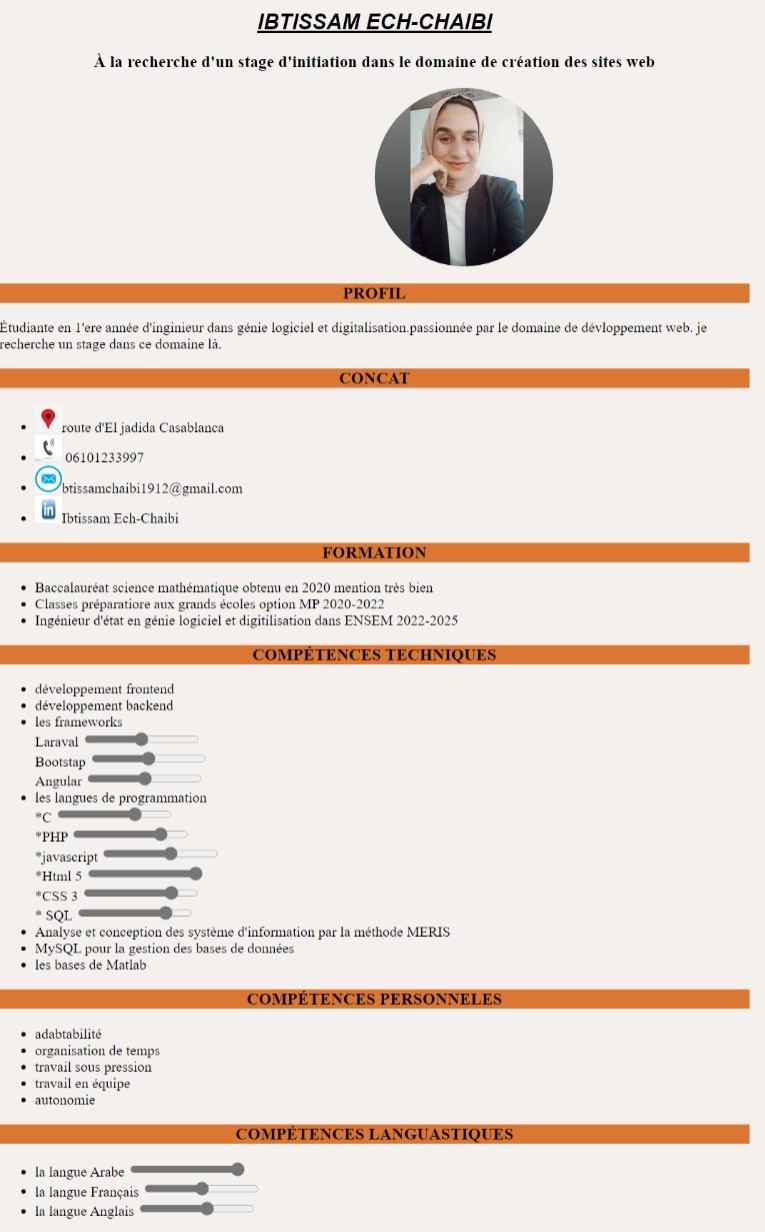 IBTISSAM ECH-CHAIBI
À la recherche d'un stage d'initiation dans le domaine de création des sites web
PROFIL
Étudiante en 1'ere année d'inginieur dans génie logiciel et digitalisation.passionnée par le domaine de dévloppement web. je
recherche un stage dans ce domaine là.
CONCAT
route d'El jadida Casablanca
06101233997
btissamchaibi1912@gmail.com
in
Ibtissam Ech-Chaibi
FORMATION
Baccalauréat science mathématique obtenu en 2020 mention très bien
Classes préparatiore aux grands écoles option MP 2020-2022
Ingénieur d'état en génie logiciel et digitilisation dans ENSEM 2022-2025
COMPÉTENCES TECHNIQUES
développement frontend
développement backend
les frameworks
Laraval
Bootstap
Angular
les langues de programmation
*C
*PHP
*javascript
*Html 5
*CSS 3
* SQL
Analyse et conception des système d'information par la méthode MERIS
MySQL pour la gestion des bases de données
les bases de Matlab
COMPÉTENCES PERSONNELES
adabtabilité
organisation de temps
travail sous pression
travail en équipe
autonomie
COMPÉTENCES LANGUASTIQUES
la langue Arabe
la langue Français
la langue Anglais